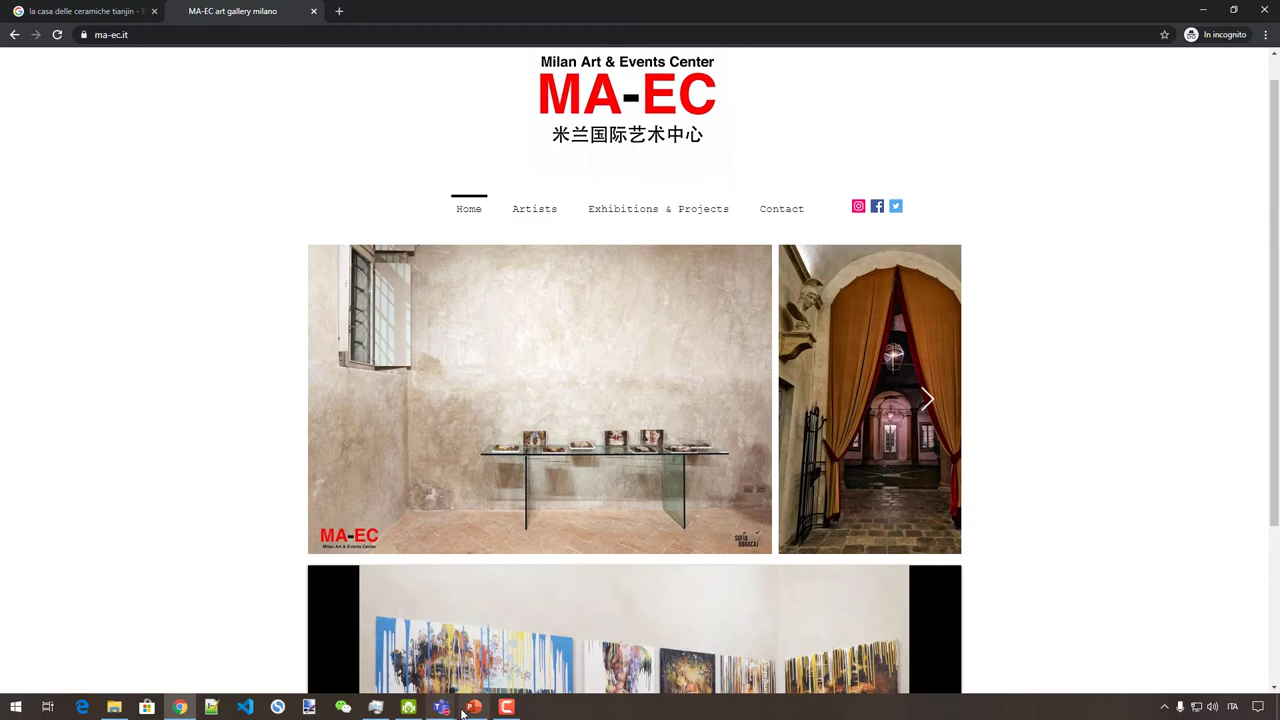 la casa delle ceramiche tianjin -
MA-EC art gallery milano
ma-ec.it
In incognito
Milan Art & Events Center
MA-EC
米兰国际艺术中心
Home
Artists
Exhibitions & Projects
Contact
MA-EC
Milan Art & Events Center
SOFIA
OBRACAJ
ITA